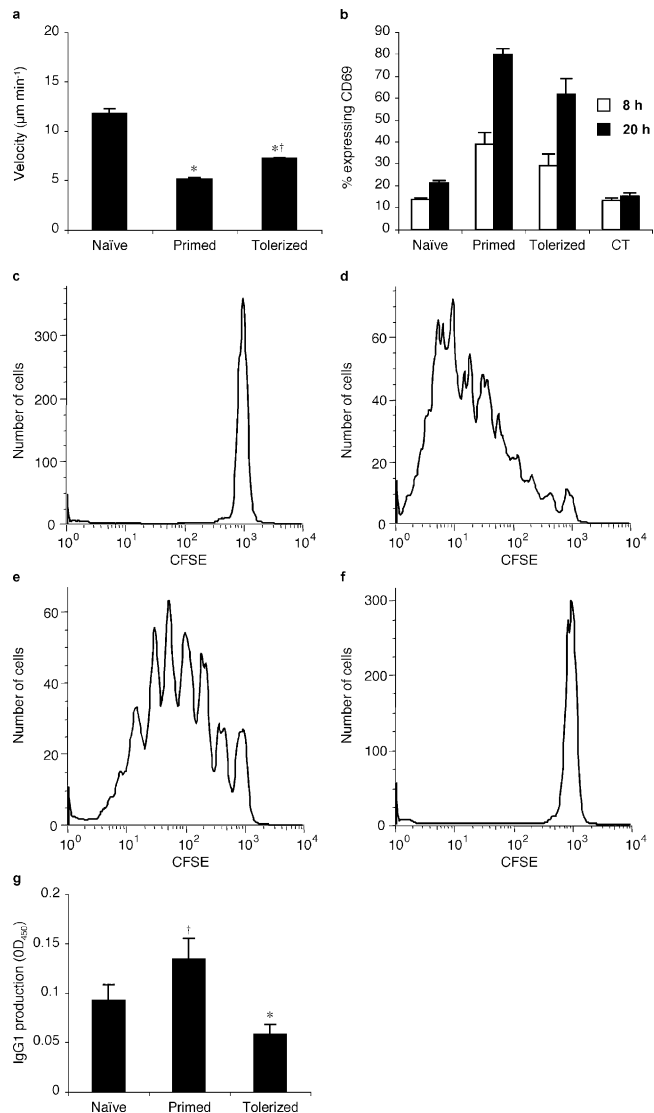 a
Velocity (µm min⁻¹)
20
15
10
5
0
*
*†
Naïve Primed Tolerized
b
% expressing CD69
90
80
70
60
50
40
30
20
10
0
8 h
20 h
Naïve Primed Tolerized CT
c
Number of cells
300
200
100
0
10⁰ 10¹ 10² 10³ 10⁴
CFSE
d
Number of cells
60
40
20
0
10⁰ 10¹ 10² 10³ 10⁴
CFSE
e
Number of cells
60
40
20
0
10⁰ 10¹ 10² 10³ 10⁴
CFSE
f
Number of cells
300
200
100
0
10⁰ 10¹ 10² 10³ 10⁴
CFSE
g
IgG1 production (0D₄₅₀)
0.2
0.15
0.1
0.05
0
†
*
Naïve Primed Tolerized